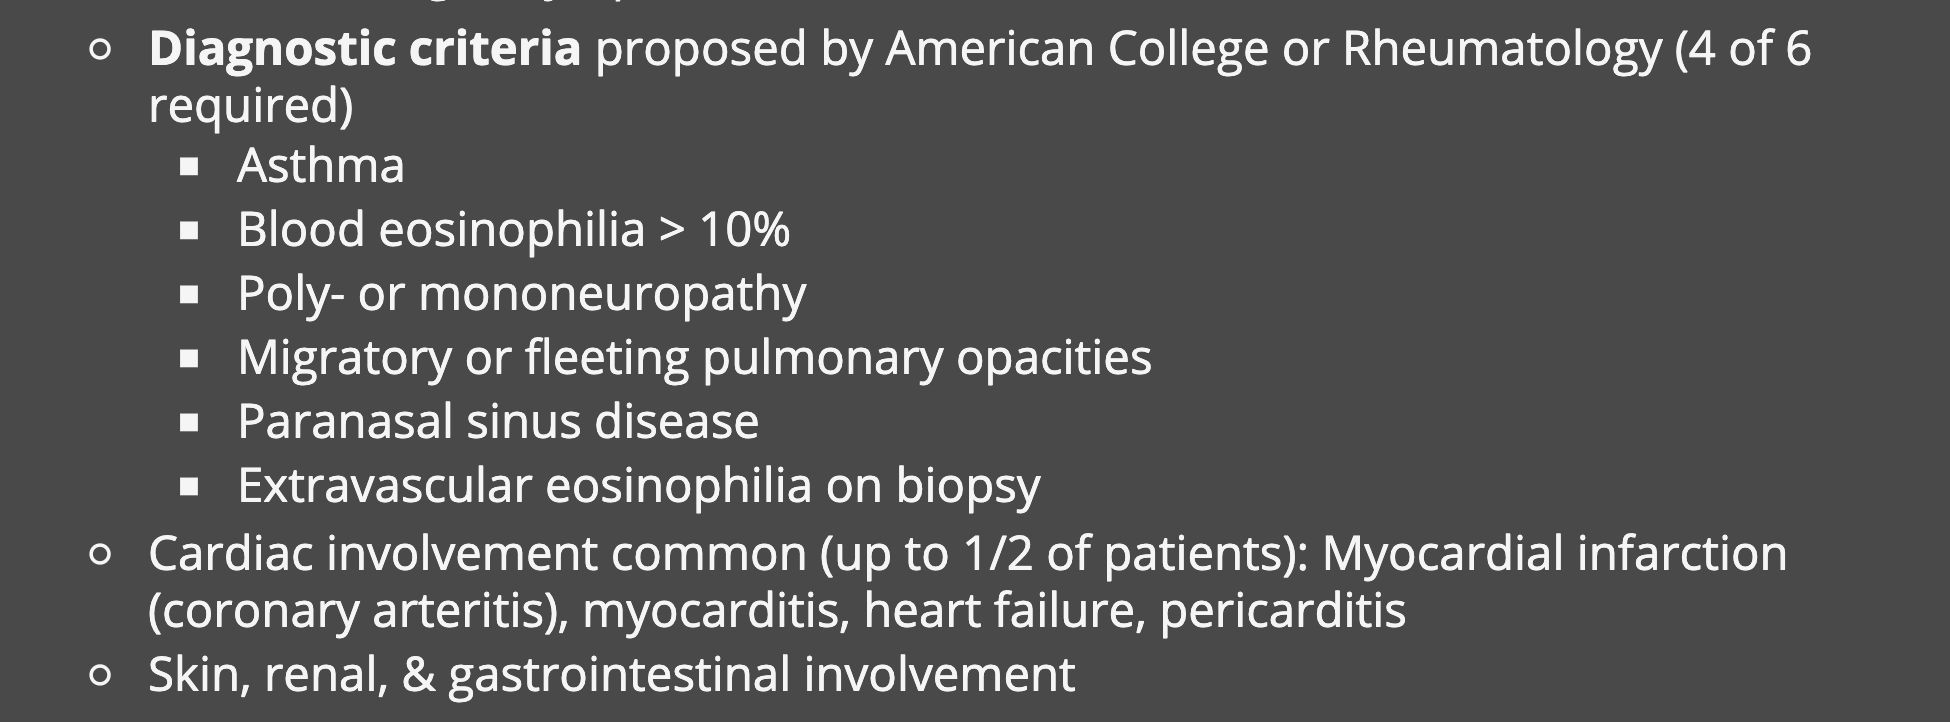 Diagnostic criteria proposed by American College or Rheumatology (4 of 6
required)
Asthma
Blood eosinophilia > 10%
Poly- or mononeuropathy
Migratory or fleeting pulmonary opacities
Paranasal sinus disease
Extravascular eosinophilia on biopsy
Cardiac involvement common (up to 1/2 of patients): Myocardial infarction
(coronary arteritis), myocarditis, heart failure, pericarditis
Skin, renal, & gastrointestinal involvement